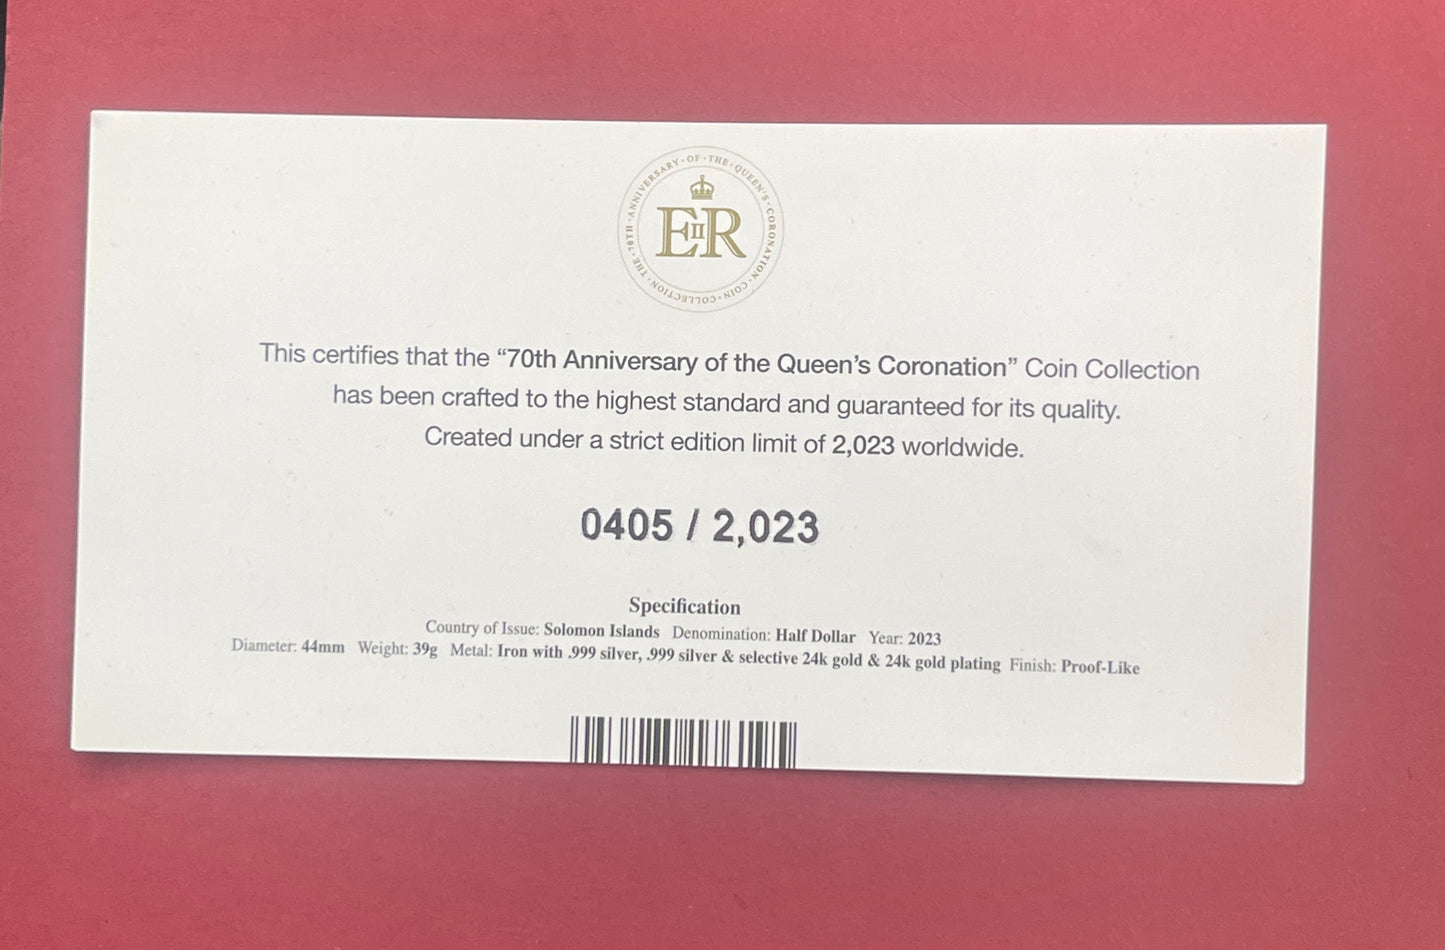 THE · 70TH · ANNIVERSARY · OF · THE · QUEEN'S · CORONATION · COIN · COLLECTION ·
EIIR
This certifies that the “70th Anniversary of the Queen’s Coronation” Coin Collection
has been crafted to the highest standard and guaranteed for its quality.
Created under a strict edition limit of 2,023 worldwide.
0405 / 2,023
Specification
Country of Issue: Solomon Islands Denomination: Half Dollar Year: 2023
Diameter: 44mm Weight: 39g Metal: Iron with .999 silver, .999 silver & selective 24k gold & 24k gold plating Finish: Proof-Like